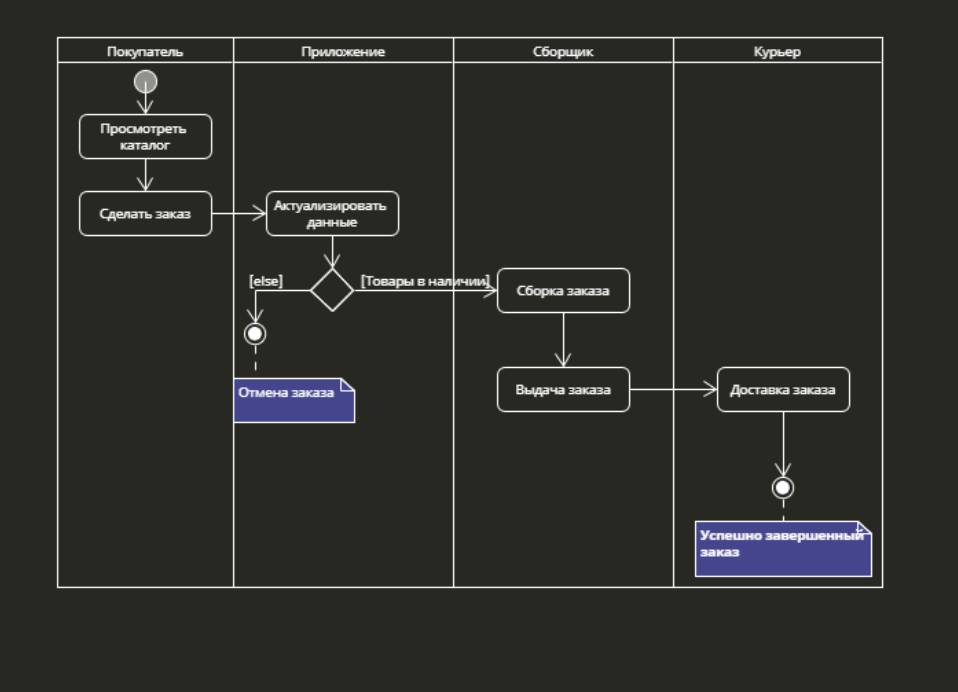 Покупатель
Приложение
Сборщик
Курьер
Просмотреть
каталог
Сделать заказ
Актуализировать
данные
[else]
[Товары в наличии]
Сборка заказа
Отмена заказа
Выдача заказа
Доставка заказа
Успешно завершенный
заказ